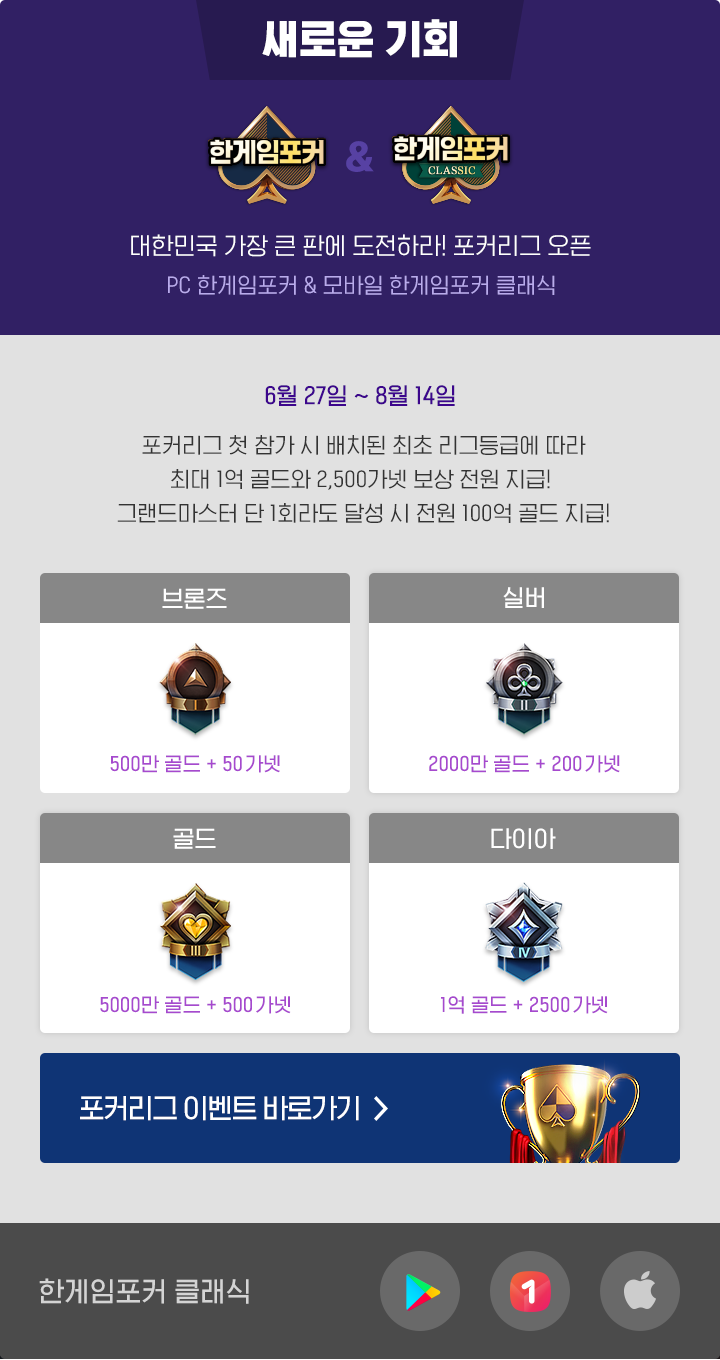 새로운 기회
한게임포커
&
한게임포커
CLASSIC
대한민국 가장 큰 판에 도전하라! 포커리그 오픈
PC 한게임포커 & 모바일 한게임포커 클래식
6월 27일 ~ 8월 14일
포커리그 첫 참가 시 배치된 최초 리그등급에 따라
최대 1억 골드와 2,500가넷 보상 전원 지급!
그랜드마스터 단 1회라도 달성 시 전원 100억 골드 지급!
브론즈
실버
I
II
500만 골드 + 50가넷
2000만 골드 + 200가넷
골드
다이아
III
IV
5000만 골드 + 500가넷
1억 골드 + 2500가넷
포커리그 이벤트 바로가기 >
한게임포커 클래식
1